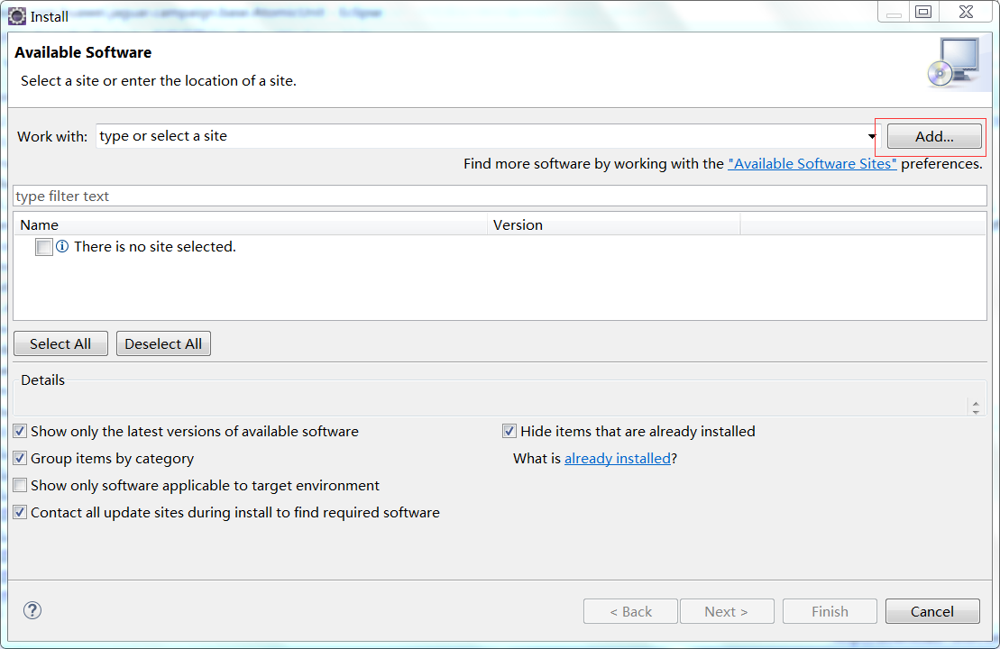 Install
Available Software
Select a site or enter the location of a site.
Work with: type or select a site Add...
Find more software by working with the "Available Software Sites" preferences.
type filter text
Name Version
There is no site selected.
Select All Deselect All
Details
Show only the latest versions of available software Hide items that are already installed
Group items by category What is already installed?
Show only software applicable to target environment
Contact all update sites during install to find required software
? < Back Next > Finish Cancel